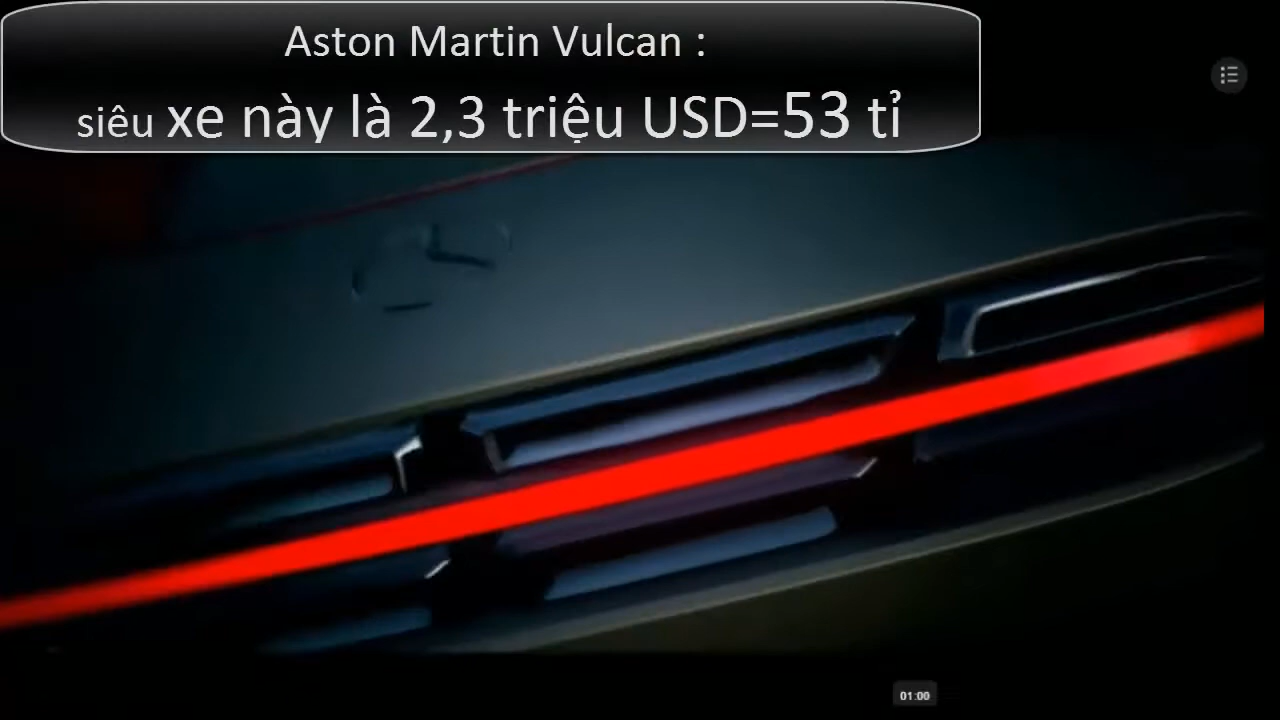 Aston Martin Vulcan :
siêu xe này là 2,3 triệu USD=53 tỉ
01:00